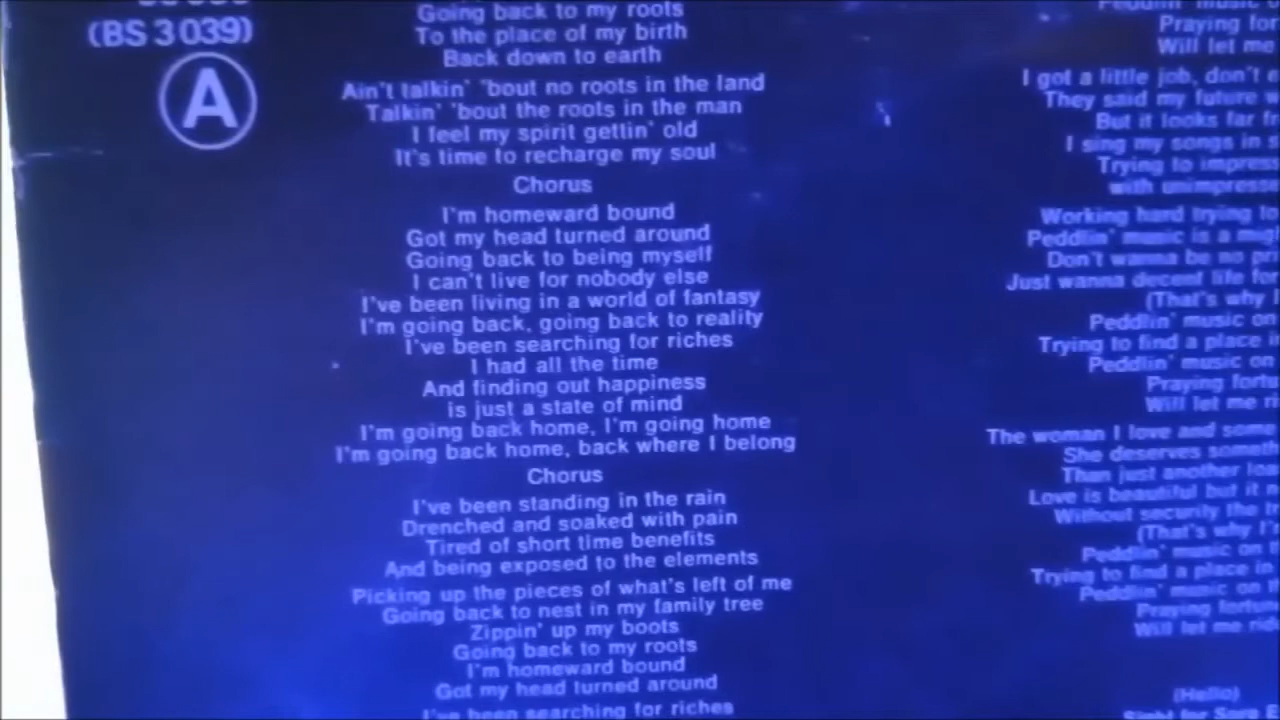 (BS 3039)
A
Going back to my roots
To the place of my birth
Back down to earth
Ain't talkin' 'bout no roots in the land
Talkin' 'bout the roots in the man
I feel my spirit gettin' old
It's time to recharge my soul
Chorus
I'm homeward bound
Got my head turned around
Going back to being myself
I can't live for nobody else
I've been living in a world of fantasy
I'm going back, going back to reality
I've been searching for riches
I had all the time
And finding out happiness
is just a state of mind
I'm going back home, I'm going home
I'm going back home, back where I belong
Chorus
I've been standing in the rain
Drenched and soaked with pain
Tired of short time benefits
And being exposed to the elements
Picking up the pieces of what's left of me
Going back to nest in my family tree
Zippin' up my boots
Going back to my roots
I'm homeward bound
Got my head turned around
I've been searching for riches
Peddlin' music
Praying for
Will let me
I got a little job, don't
They said my future
But it looks far
I sing my songs in
Trying to impress
with
Working hard trying to
Peddlin' music is a
Don't wanna be no
Just wanna decent life for
(That's why
Peddlin' music on
Trying to find a place
Peddlin' music on
Praying
Will let me
The woman I love and some
She deserves
Than just another
Love is beautiful but it
Without security the
(That's why
Peddlin' music on
Trying to find a place in
Peddlin' music on
Praying
Will let me
(Hello)